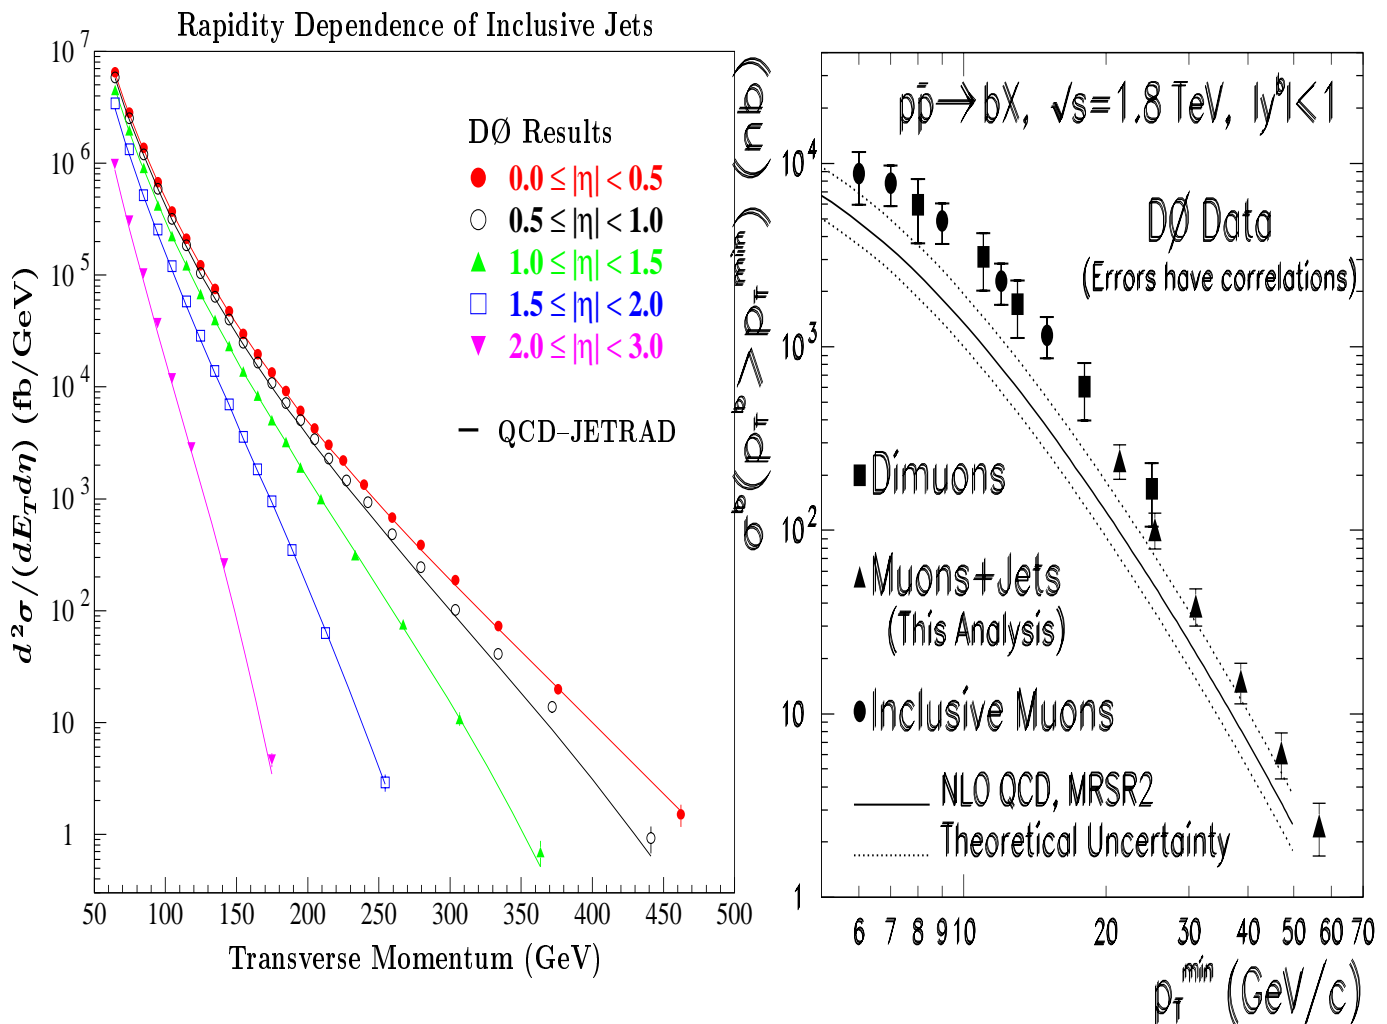 Rapidity Dependence of Inclusive Jets
10^7
10^6
10^5
10^4
10^3
10^2
10
1
d^2σ/(dE_T dη) (fb/GeV)
DØ Results
0.0 ≤ |η| < 0.5
0.5 ≤ |η| < 1.0
1.0 ≤ |η| < 1.5
1.5 ≤ |η| < 2.0
2.0 ≤ |η| < 3.0
QCD–JETRAD
50 100 150 200 250 300 350 400 450 500
Transverse Momentum (GeV)
σ^b(p_T^b>p_T^min) (nb)
10^4
10^3
10^2
10
1
pp̄→bX, √s=1.8 TeV, |y^b|<1
DØ Data
(Errors have correlations)
Dimuons
Muons+Jets
(This Analysis)
Inclusive Muons
NLO QCD, MRSR2
Theoretical Uncertainty
6 7 8 9 10 20 30 40 50 60 70
p_T^min (GeV/c)